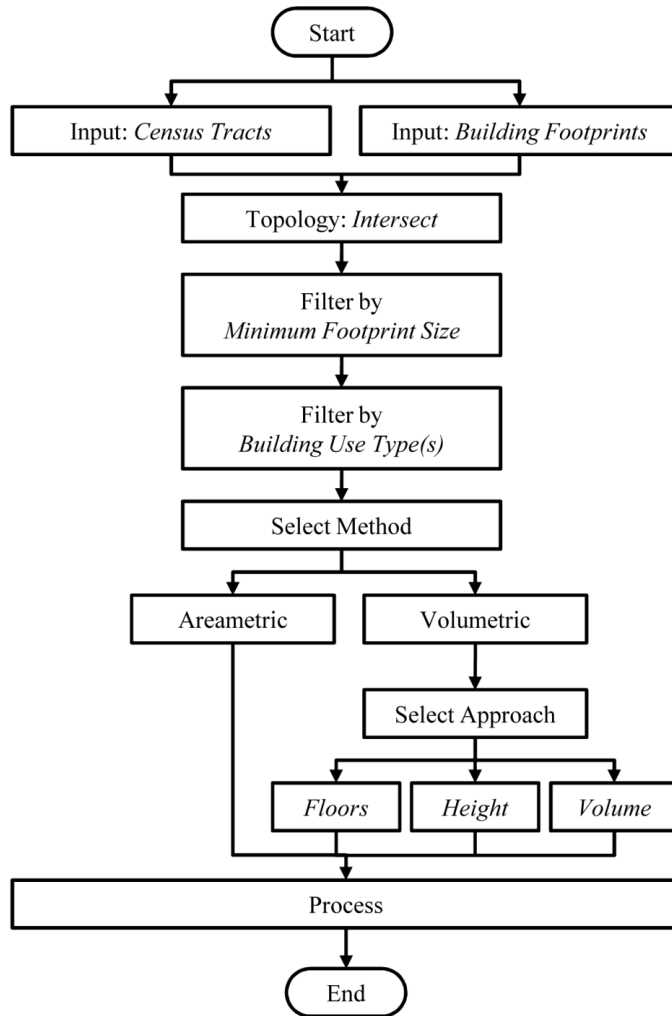 Start
Input: Census Tracts
Input: Building Footprints
Topology: Intersect
Filter by
Minimum Footprint Size
Filter by
Building Use Type(s)
Select Method
Areametric
Volumetric
Select Approach
Floors
Height
Volume
Process
End